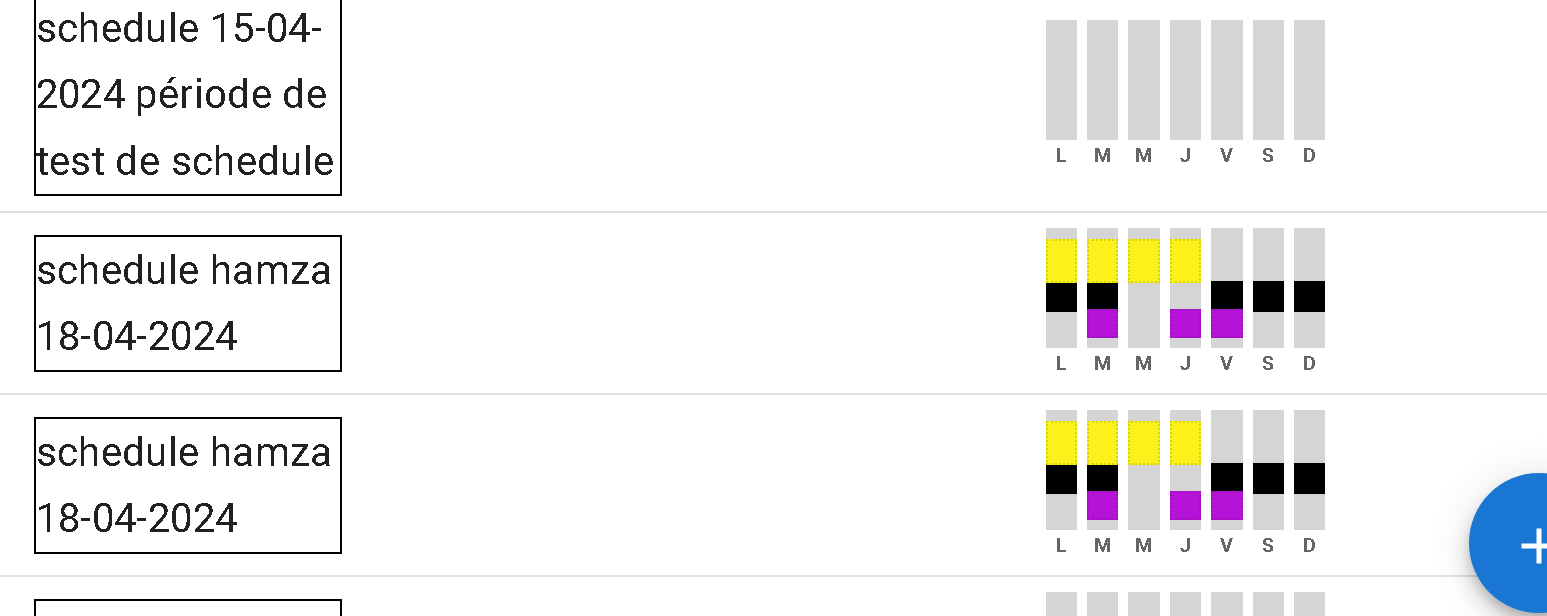 schedule 15-04-
2024 période de
test de schedule
L M M J V S D
schedule hamza
18-04-2024
L M M J V S D
schedule hamza
18-04-2024
L M M J V S D
+